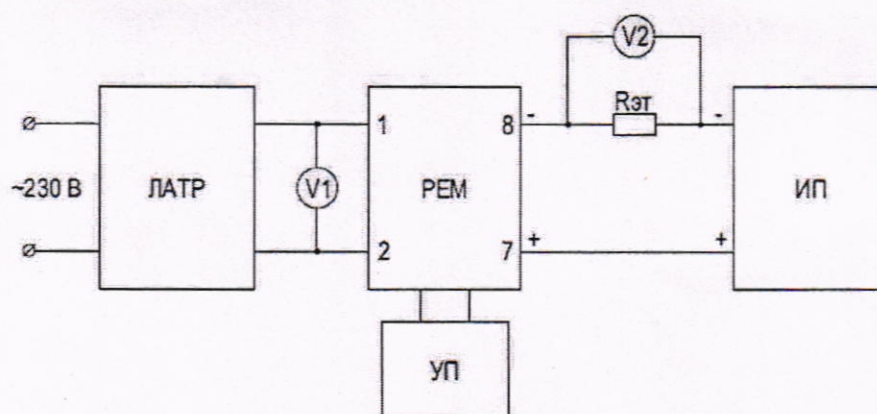 V2
Rэт
1
8
-
-
~230 В
ЛАТР
V1
РЕМ
ИП
2
7
+
+
УП